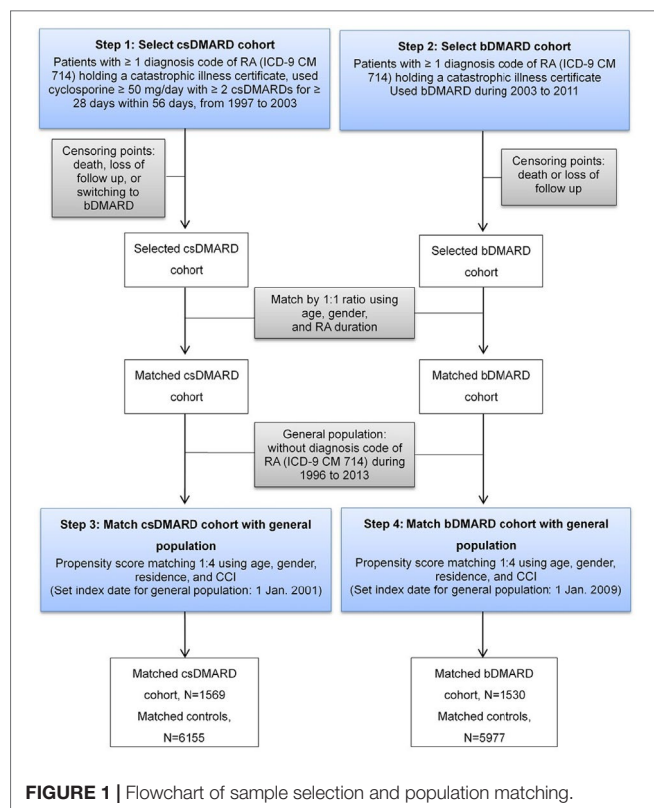 Step 1: Select csDMARD cohort
Patients with ≥ 1 diagnosis code of RA (ICD-9 CM
714) holding a catastrophic illness certificate, used
cyclosporine ≥ 50 mg/day with ≥ 2 csDMARDs for ≥
28 days within 56 days, from 1997 to 2003
Step 2: Select bDMARD cohort
Patients with ≥ 1 diagnosis code of RA (ICD-9 CM
714) holding a catastrophic illness certificate
Used bDMARD during 2003 to 2011
Censoring points:
death, loss of
follow up, or
switching to
bDMARD
Censoring points:
death or loss of
follow up
Selected csDMARD
cohort
Selected bDMARD
cohort
Match by 1:1 ratio using
age, gender,
and RA duration
Matched csDMARD
cohort
Matched bDMARD
cohort
General population:
without diagnosis code of
RA (ICD-9 CM 714) during
1996 to 2013
Step 3: Match csDMARD cohort with general
population
Propensity score matching 1:4 using age, gender,
residence, and CCI
(Set index date for general population: 1 Jan. 2001)
Step 4: Match bDMARD cohort with general
population
Propensity score matching 1:4 using age, gender,
residence, and CCI
(Set index date for general population: 1 Jan. 2009)
Matched csDMARD
cohort, N=1569
Matched controls,
N=6155
Matched bDMARD
cohort, N=1530
Matched controls,
N=5977
FIGURE 1 | Flowchart of sample selection and population matching.